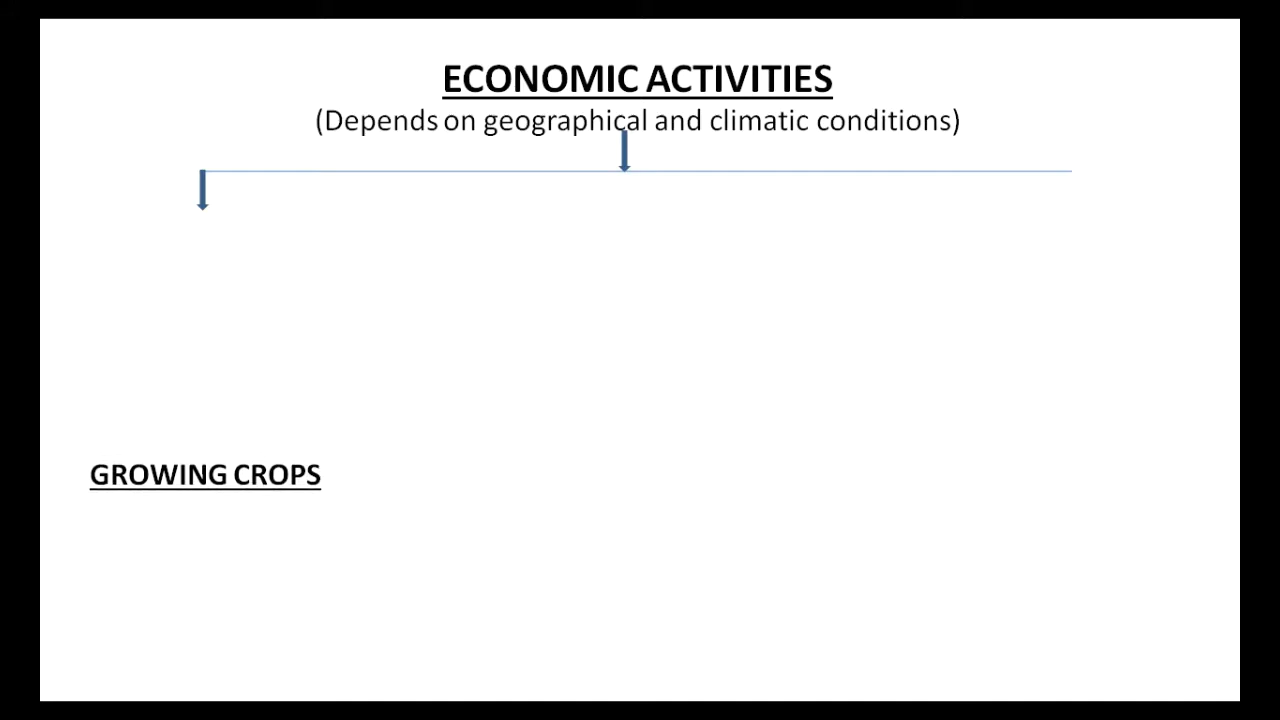 ECONOMIC ACTIVITIES
(Depends on geographical and climatic conditions)
GROWING CROPS